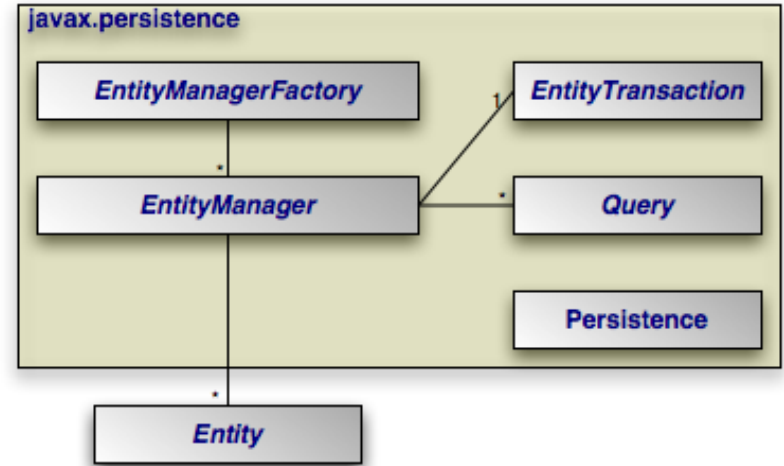 javax.persistence
EntityManagerFactory
1
EntityTransaction
*
EntityManager
*
Query
Persistence
*
Entity